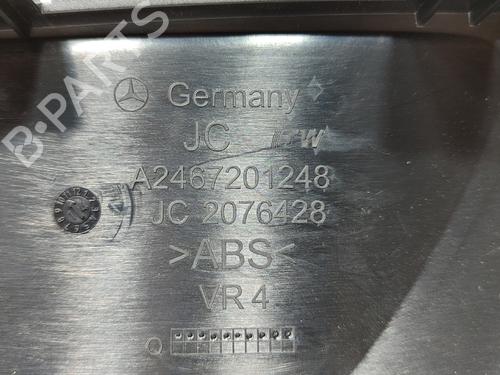 B-PARTS
Germany
JC
A2467201248
JC 2076428
>ABS<
VR 4
Q